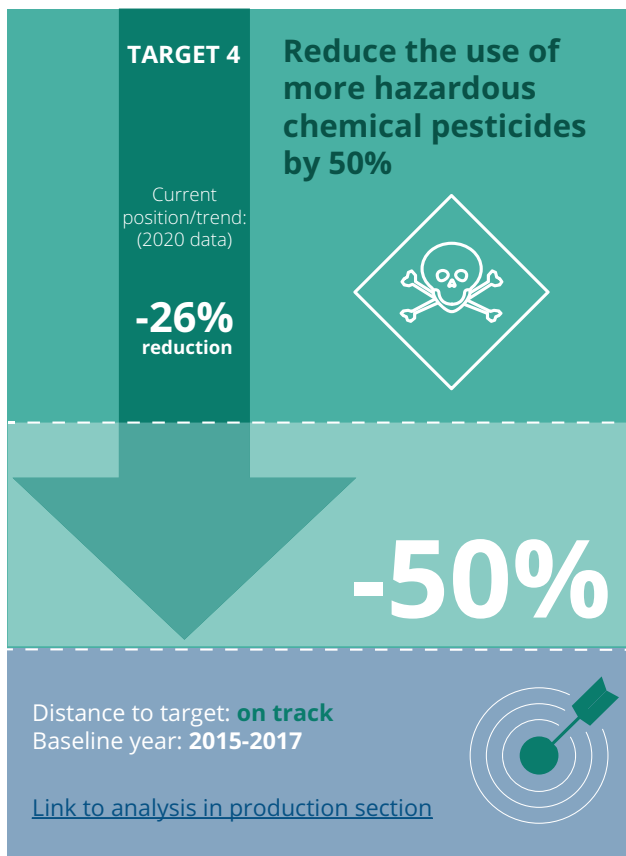 TARGET 4
Reduce the use of
more hazardous
chemical pesticides
by 50%
Current
position/trend:
(2020 data)
-26%
reduction
-50%
Distance to target: on track
Baseline year: 2015-2017
Link to analysis in production section